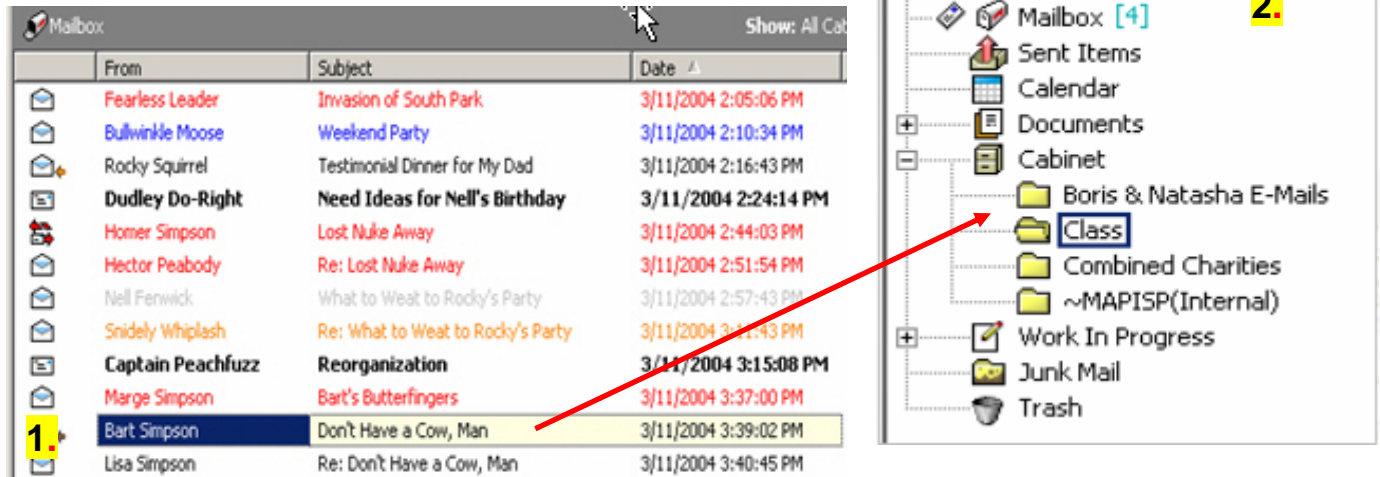 Mailbox
Show: All Cat
From Subject Date
Fearless Leader Invasion of South Park 3/11/2004 2:05:06 PM
Bullwinkle Moose Weekend Party 3/11/2004 2:10:34 PM
Rocky Squirrel Testimonial Dinner for My Dad 3/11/2004 2:16:43 PM
Dudley Do-Right Need Ideas for Nell's Birthday 3/11/2004 2:24:14 PM
Homer Simpson Lost Nuke Away 3/11/2004 2:44:03 PM
Hector Peabody Re: Lost Nuke Away 3/11/2004 2:51:54 PM
Nell Fenwick What to Weat to Rocky's Party 3/11/2004 2:57:43 PM
Snidely Whiplash Re: What to Weat to Rocky's Party 3/11/2004 3:11:43 PM
Captain Peachfuzz Reorganization 3/11/2004 3:15:08 PM
Marge Simpson Bart's Butterfingers 3/11/2004 3:37:00 PM
1. Bart Simpson Don't Have a Cow, Man 3/11/2004 3:39:02 PM
Lisa Simpson Re: Don't Have a Cow, Man 3/11/2004 3:40:45 PM
Mailbox [4] 2.
Sent Items
Calendar
Documents
Cabinet
Boris & Natasha E-Mails
Class
Combined Charities
~MAPISP(Internal)
Work In Progress
Junk Mail
Trash